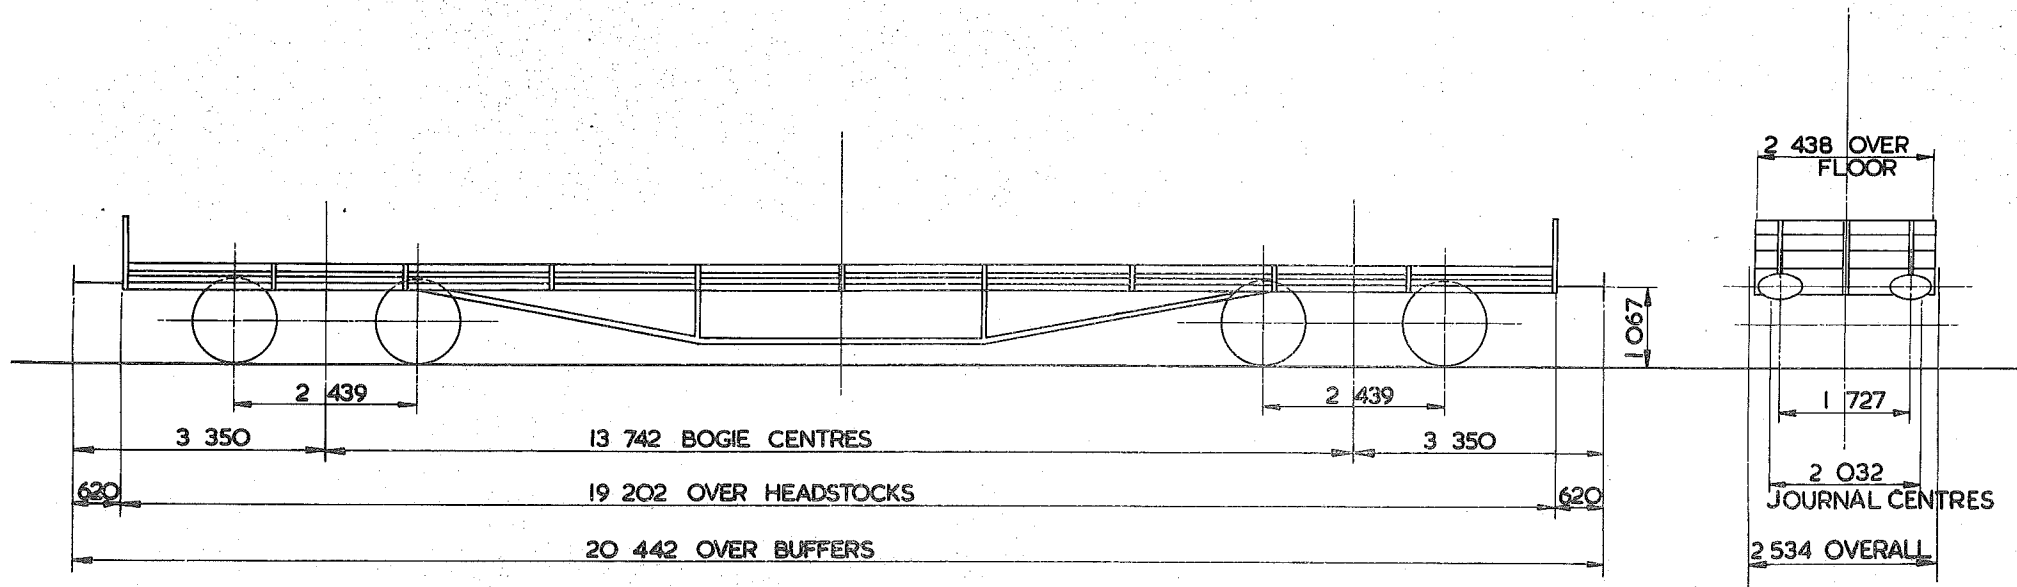 2 438 OVER
FLOOR
1 067
2 439
2 439
1 727
3 350
13 742 BOGIE CENTRES
3 350
2 032
JOURNAL CENTRES
620
19 202 OVER HEADSTOCKS
620
20 442 OVER BUFFERS
2 534 OVERALL